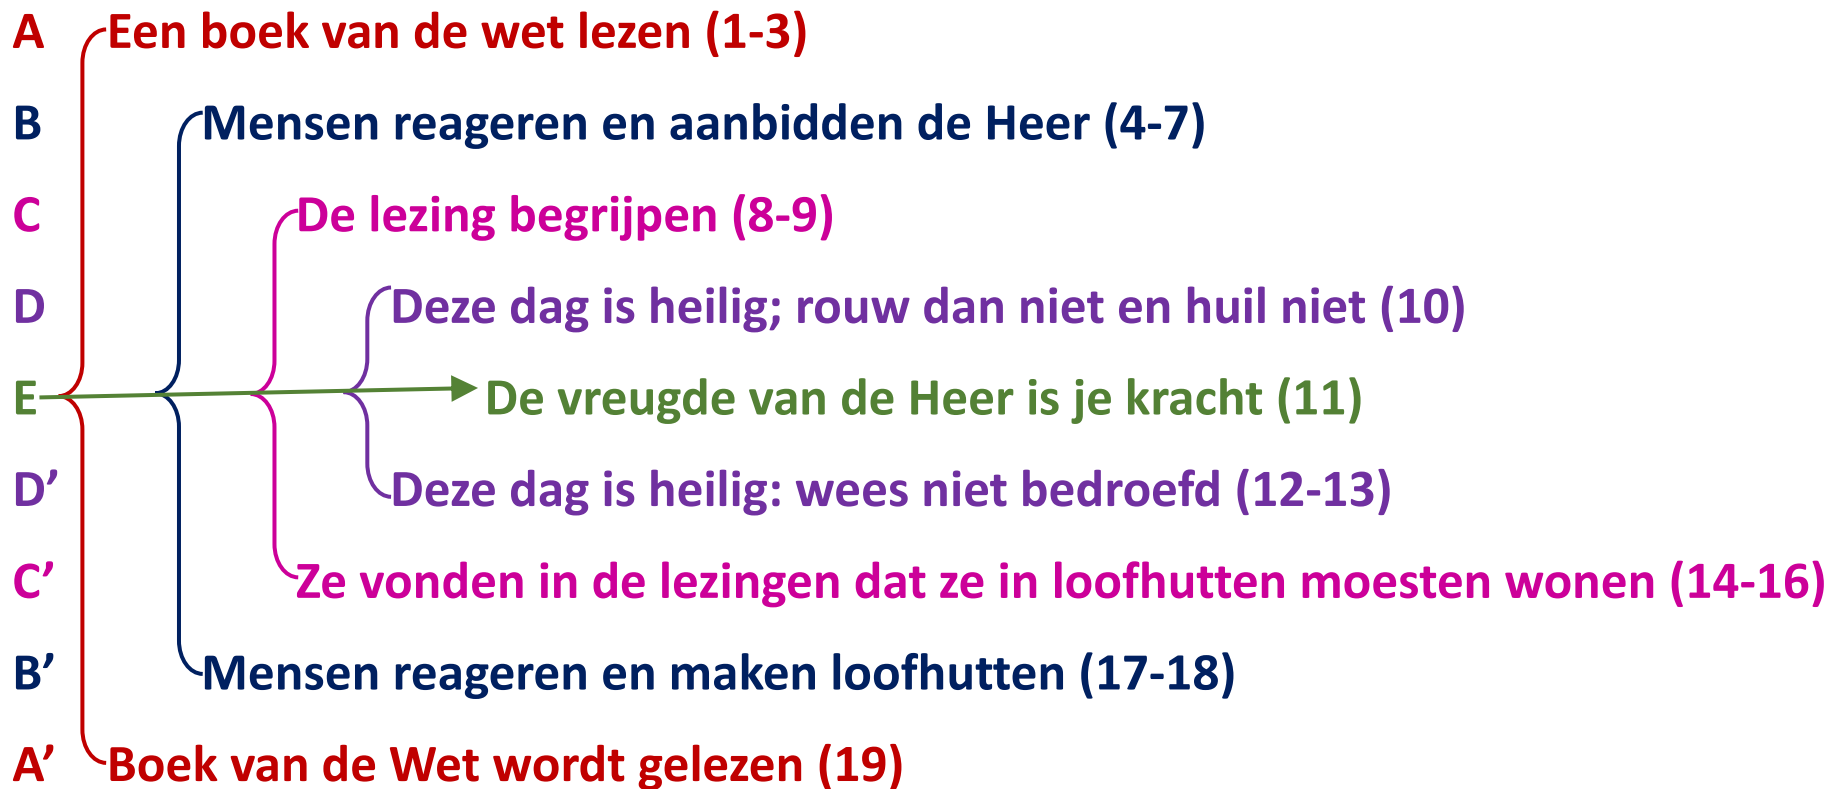 A Een boek van de wet lezen (1-3)
B Mensen reageren en aanbidden de Heer (4-7)
C De lezing begrijpen (8-9)
D Deze dag is heilig; rouw dan niet en huil niet (10)
E De vreugde van de Heer is je kracht (11)
D’ Deze dag is heilig: wees niet bedroefd (12-13)
C’ Ze vonden in de lezingen dat ze in loofhutten moesten wonen (14-16)
B’ Mensen reageren en maken loofhutten (17-18)
A’ Boek van de Wet wordt gelezen (19)